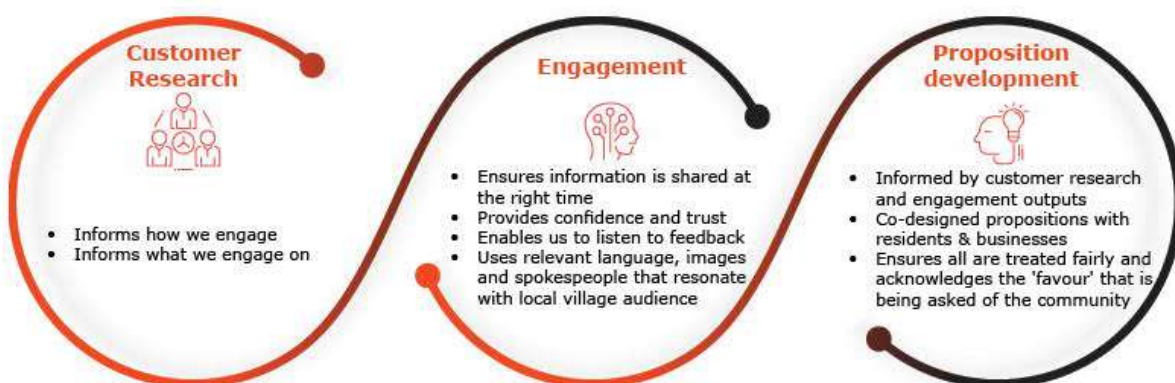 Customer
Research
• Informs how we engage
• Informs what we engage on
Engagement
• Ensures information is shared at
the right time
• Provides confidence and trust
• Enables us to listen to feedback
• Uses relevant language, images
and spokespeople that resonate
with local village audience
Proposition
development
• Informed by customer research
and engagement outputs
• Co-designed propositions with
residents & businesses
• Ensures all are treated fairly and
acknowledges the 'favour' that is
being asked of the community